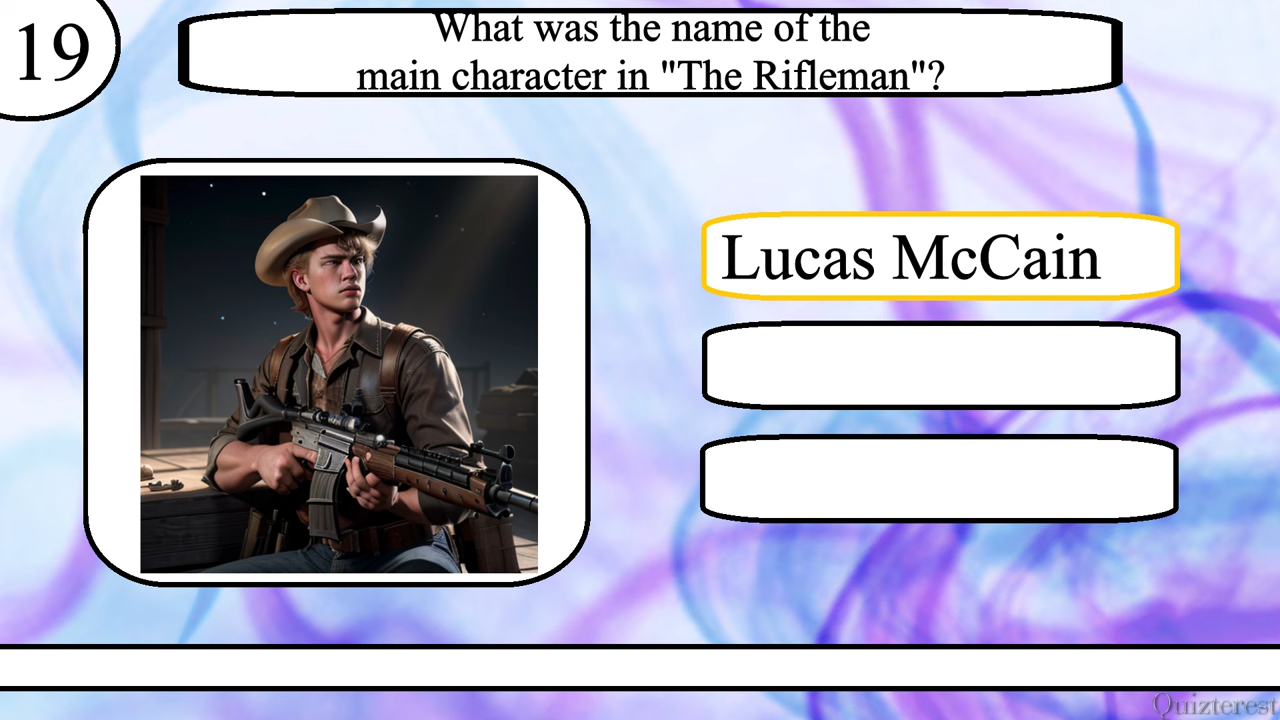 19
What was the name of the
main character in "The Rifleman"?
Lucas McCain
Quizterest